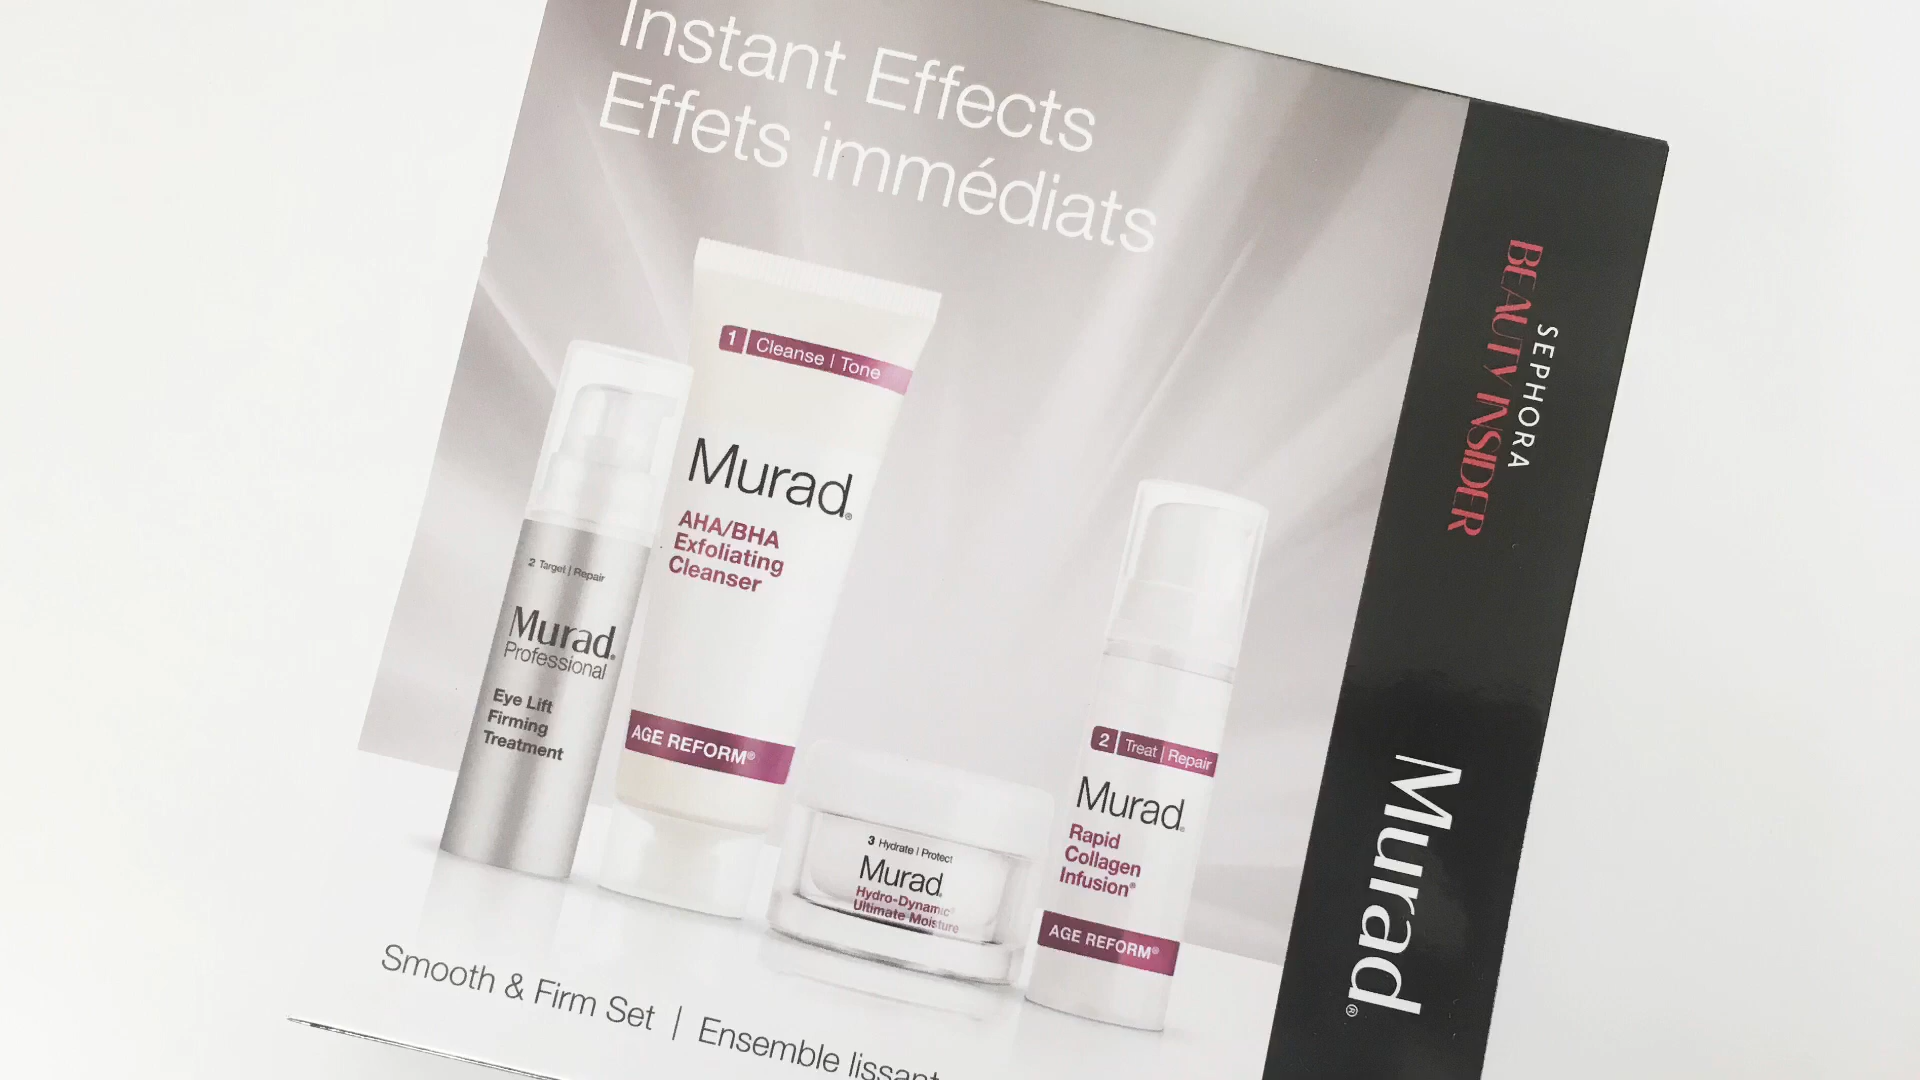 Instant Effects
Effets immédiats
1 Cleanse | Tone
Murad®
AHA/BHA
Exfoliating
Cleanser
AGE REFORM®
2 Target | Repair
Murad®
Professional
Eye Lift
Firming
Treatment
3 Hydrate | Protect
Murad
Hydro-Dynamic®
Ultimate Moisture
2 Treat | Repair
Murad®
Rapid
Collagen
Infusion®
AGE REFORM®
Smooth & Firm Set | Ensemble lissant
SEPHORA
BEAUTY INSIDER
Murad®